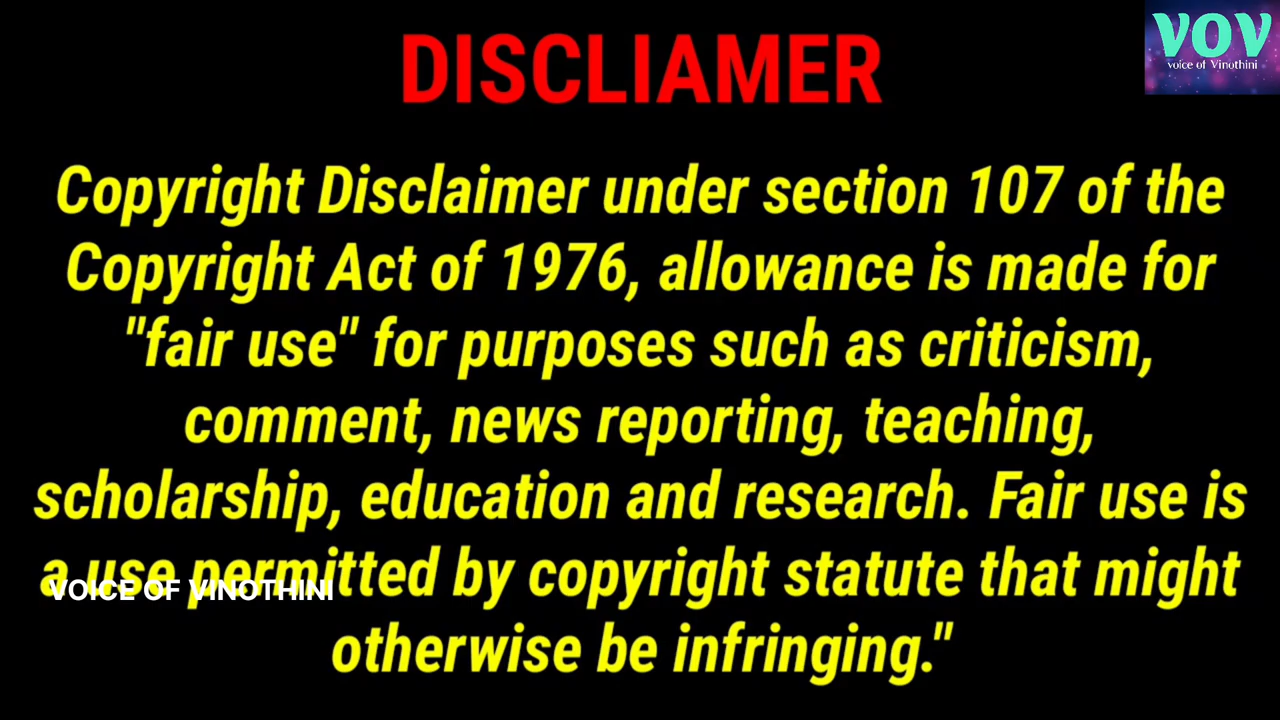 DISCLIAMER
VOV
voice of Vinothini
Copyright Disclaimer under section 107 of the
Copyright Act of 1976, allowance is made for
"fair use" for purposes such as criticism,
comment, news reporting, teaching,
scholarship, education and research. Fair use is
a use permitted by copyright statute that might
VOICE OF VINOTHINI
otherwise be infringing."